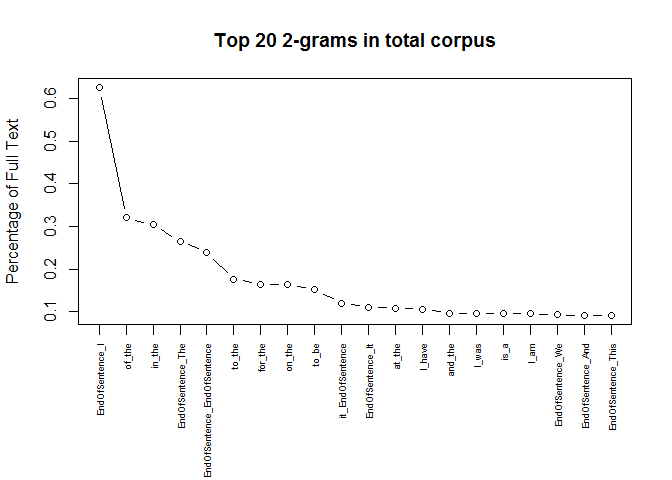 Top 20 2-grams in total corpus
Percentage of Full Text
0.6
0.5
0.4
0.3
0.2
0.1
EndOfSentence_I
of_the
in_the
EndOfSentence_The
EndOfSentence_EndOfSentence
to_the
for_the
on_the
to_be
it_EndOfSentence
EndOfSentence_It
at_the
I_have
and_the
I_was
is_a
I_am
EndOfSentence_We
EndOfSentence_And
EndOfSentence_This